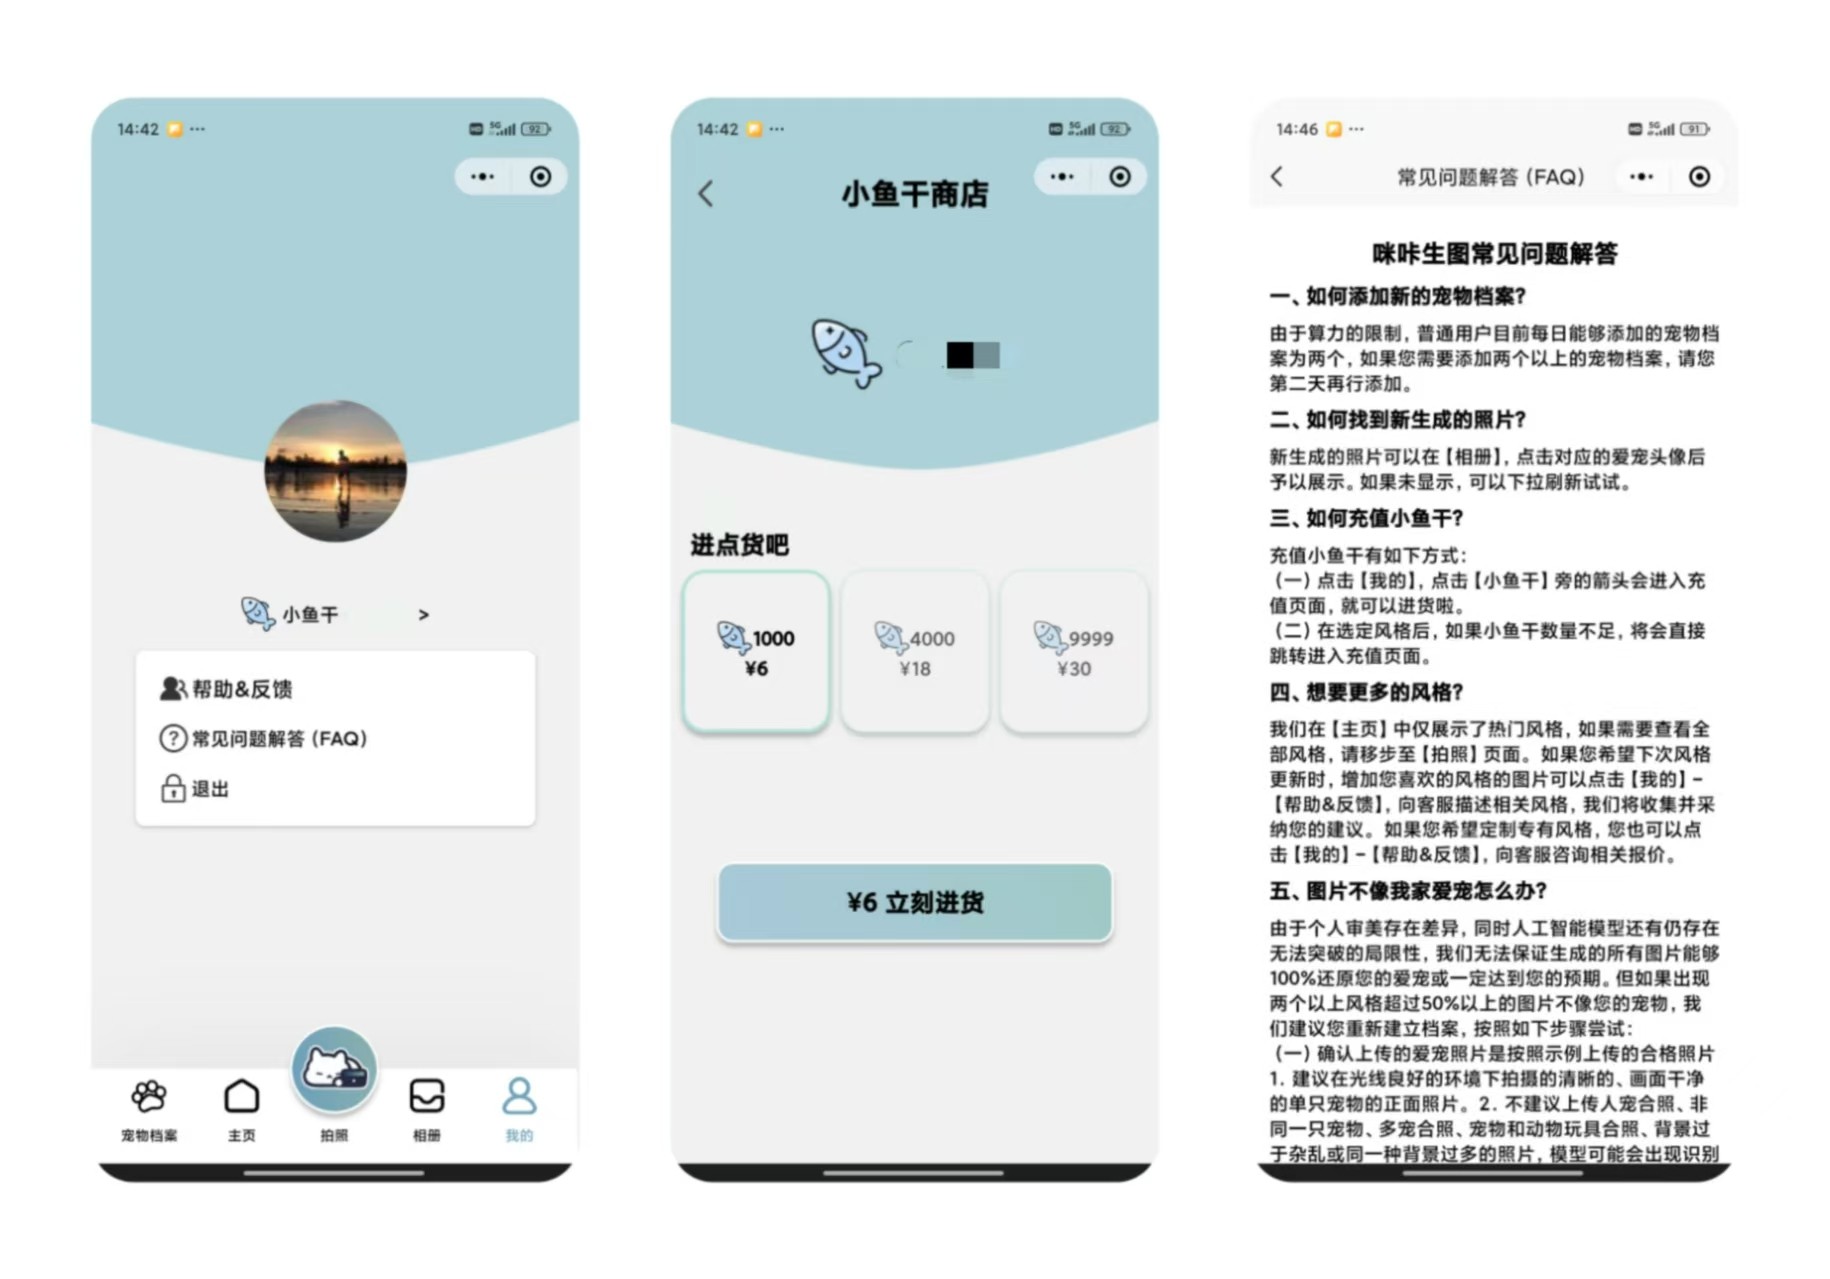 14:42
5G
92
小鱼干
>
帮助&反馈
常见问题解答 (FAQ)
退出
宠物档案
主页
拍照
相册
我的
14:42
5G
92
小鱼干商店
进点货吧
1000
¥6
4000
¥18
9999
¥30
¥6 立刻进货
14:46
5G
91
常见问题解答 (FAQ)
咪咔生图常见问题解答
一、如何添加新的宠物档案?
由于算力的限制，普通用户目前每日能够添加的宠物档
案为两个，如果您需要添加两个以上的宠物档案，请您
第二天再行添加。
二、如何找到新生成的照片?
新生成的照片可以在【相册】，点击对应的爱宠头像后
予以展示。如果未显示，可以下拉刷新试试。
三、如何充值小鱼干?
充值小鱼干有如下方式：
（一）点击【我的】，点击【小鱼干】旁的箭头会进入充
值页面，就可以进货啦。
（二）在选定风格后，如果小鱼干数量不足，将会直接
跳转进入充值页面。
四、想要更多的风格?
我们在【主页】中仅展示了热门风格，如果需要查看全
部风格，请移步至【拍照】页面。如果您希望下次风格
更新时，增加您喜欢的风格的图片可以点击【我的】-
【帮助&反馈】，向客服描述相关风格，我们将收集并采
纳您的建议。如果您希望定制专有风格，您也可以点
击【我的】-【帮助&反馈】，向客服咨询相关报价。
五、图片不像我家爱宠怎么办?
由于个人审美存在差异，同时人工智能模型还有仍存在
无法突破的局限性，我们无法保证生成的所有图片能够
100%还原您的爱宠或一定达到您的预期。但如果出现
两个以上风格超过50%以上的图片不像您的宠物，我
们建议您重新建立档案，按照如下步骤尝试：
（一）确认上传的爱宠照片是按照示例上传的合格照片
1. 建议在光线良好的环境下拍摄的清晰的、画面干净
的单只宠物的正面照片。2. 不建议上传人宠合照、非
同一只宠物、多宠合照、宠物和动物玩具合照、背景过
于杂乱或同一种背景过多的照片，模型可能会出现识别